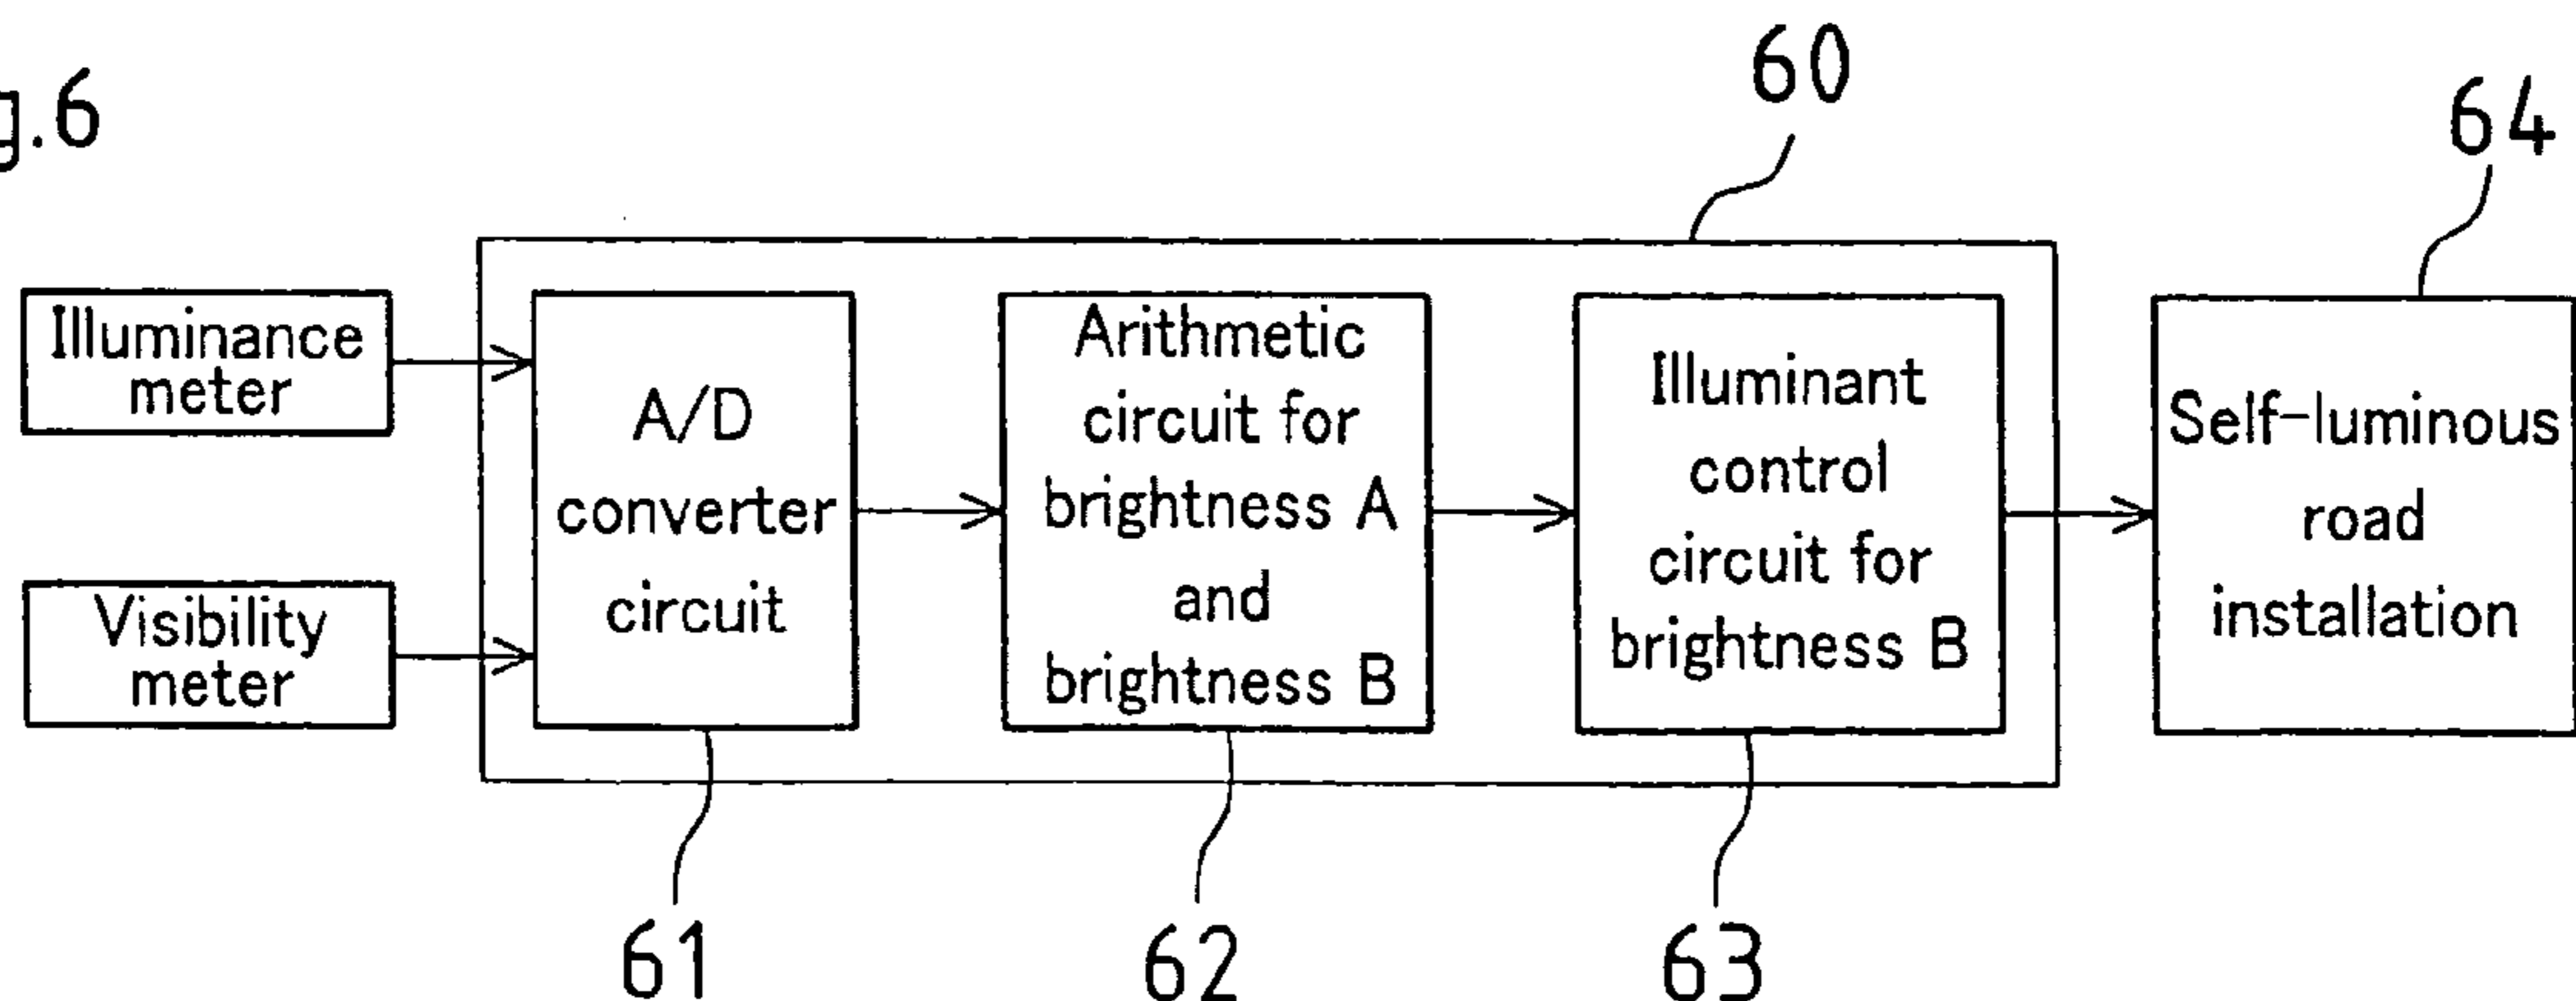 g.6
60
64
Illuminance
meter
Visibility
meter
A/D
converter
circuit
Arithmetic
circuit for
brightness A
and
brightness B
Illuminant
control
circuit for
brightness B
Self-luminous
road
installation
61
62
63